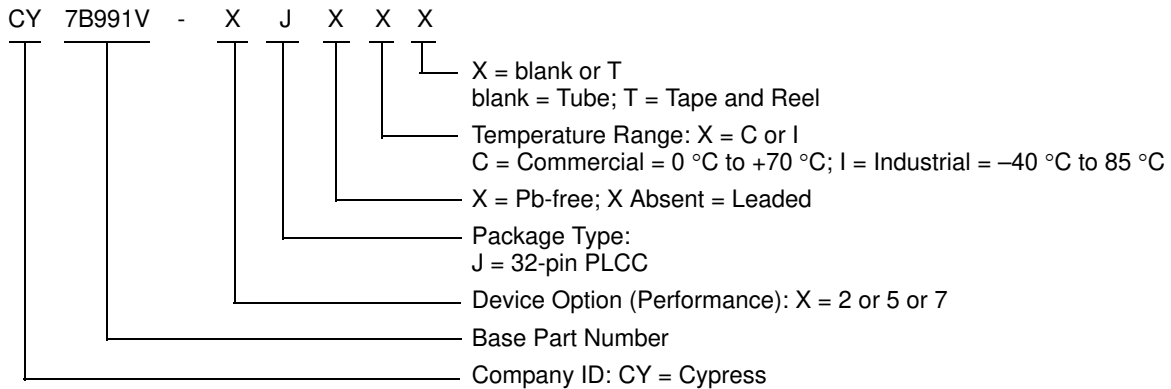 CY 7B991V - X J X X X
X = blank or T
blank = Tube; T = Tape and Reel
Temperature Range: X = C or I
C = Commercial = 0 °C to +70 °C; I = Industrial = –40 °C to 85 °C
X = Pb-free; X Absent = Leaded
Package Type:
J = 32-pin PLCC
Device Option (Performance): X = 2 or 5 or 7
Base Part Number
Company ID: CY = Cypress